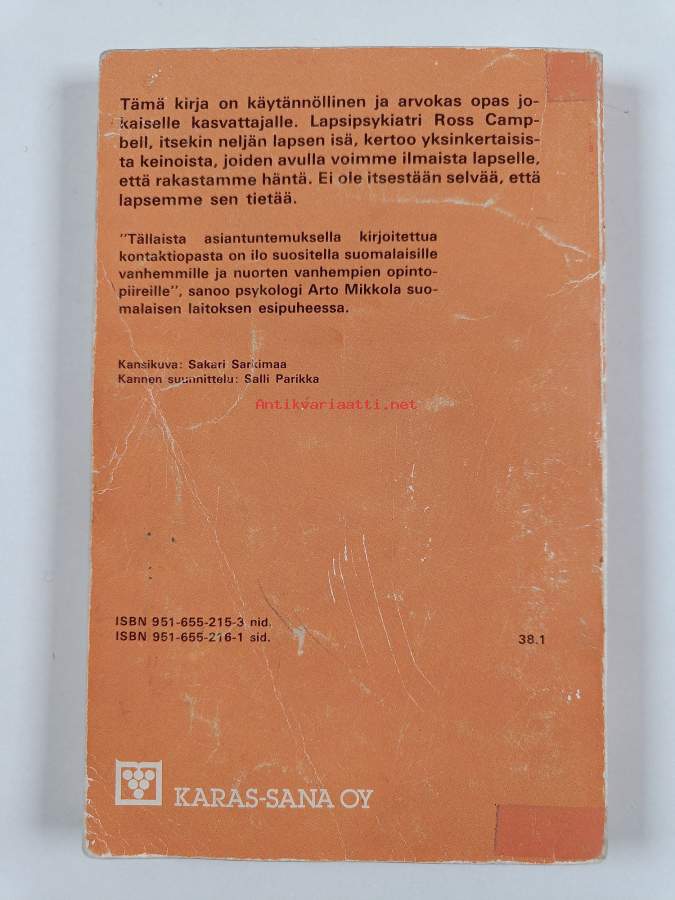 Tämä kirja on käytännöllinen ja arvokas opas jo-
kaiselle kasvattajalle. Lapsipsykiatri Ross Camp-
bell, itsekin neljän lapsen isä, kertoo yksinkertaisis-
ta keinoista, joiden avulla voimme ilmaista lapselle,
että rakastamme häntä. Ei ole itsestään selvää, että
lapsemme sen tietää.
"Tällaista asiantuntemuksella kirjoitettua
kontaktiopasta on ilo suositella suomalaisille
vanhemmille ja nuorten vanhempien opinto-
piireille", sanoo psykologi Arto Mikkola suo-
malaisen laitoksen esipuheessa.
Kansikuva: Sakari Sarkimaa
Kannen suunnittelu: Salli Parikka
Antikvariaatti.net
ISBN 951-655-215-3 nid.
ISBN 951-655-216-1 sid.
38.1
KARAS-SANA OY